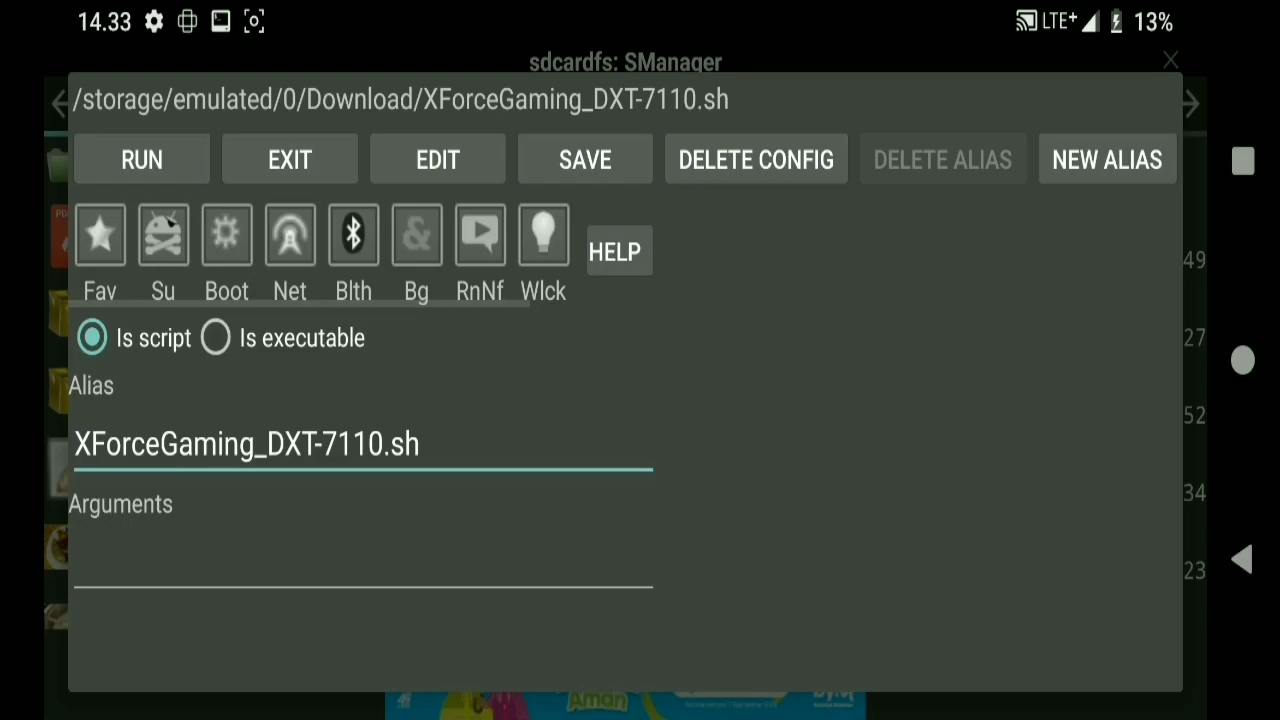 14.33 LTE+ 13%
sdcardfs: SManager
/storage/emulated/0/Download/XForceGaming_DXT-7110.sh
RUN EXIT EDIT SAVE DELETE CONFIG DELETE ALIAS NEW ALIAS
HELP
Fav Su Boot Net Blth Bg RnNf Wlck
49
Is script Is executable
27
Alias
52
XForceGaming_DXT-7110.sh
Arguments
34
23
Aman